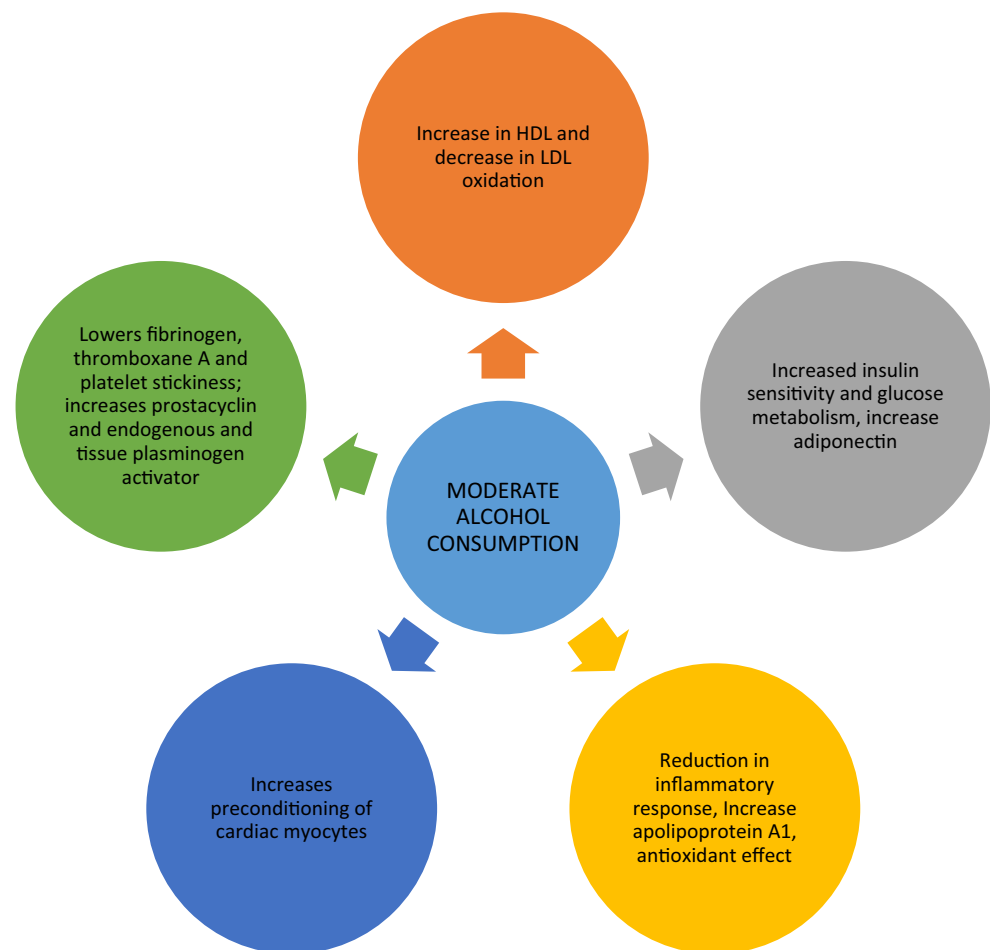 Increase in HDL and
decrease in LDL
oxidation
Increased insulin
sensitivity and glucose
metabolism, increase
adiponectin
Reduction in
inflammatory
response, Increase
apolipoprotein A1,
antioxidant effect
Increases
preconditioning of
cardiac myocytes
Lowers fibrinogen,
thromboxane A and
platelet stickiness;
increases prostacyclin
and endogenous and
tissue plasminogen
activator
MODERATE
ALCOHOL
CONSUMPTION